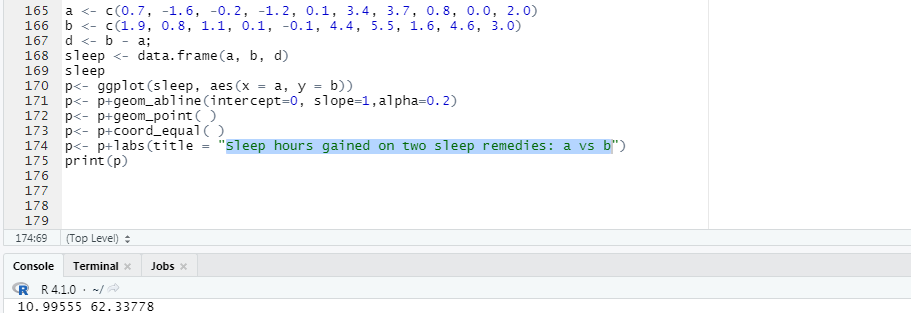 165 a <- c(0.7, -1.6, -0.2, -1.2, 0.1, 3.4, 3.7, 0.8, 0.0, 2.0)
166 b <- c(1.9, 0.8, 1.1, 0.1, -0.1, 4.4, 5.5, 1.6, 4.6, 3.0)
167 d <- b - a;
168 sleep <- data.frame(a, b, d)
169 sleep
170 p<- ggplot(sleep, aes(x = a, y = b))
171 p<- p+geom_abline(intercept=0, slope=1,alpha=0.2)
172 p<- p+geom_point( )
173 p<- p+coord_equal( )
174 p<- p+labs(title = "Sleep hours gained on two sleep remedies: a vs b")
175 print(p)
176
177
178
179
174:69 (Top Level)
Console Terminal × Jobs ×
R R 4.1.0 · ~/
10.99555 62.33778